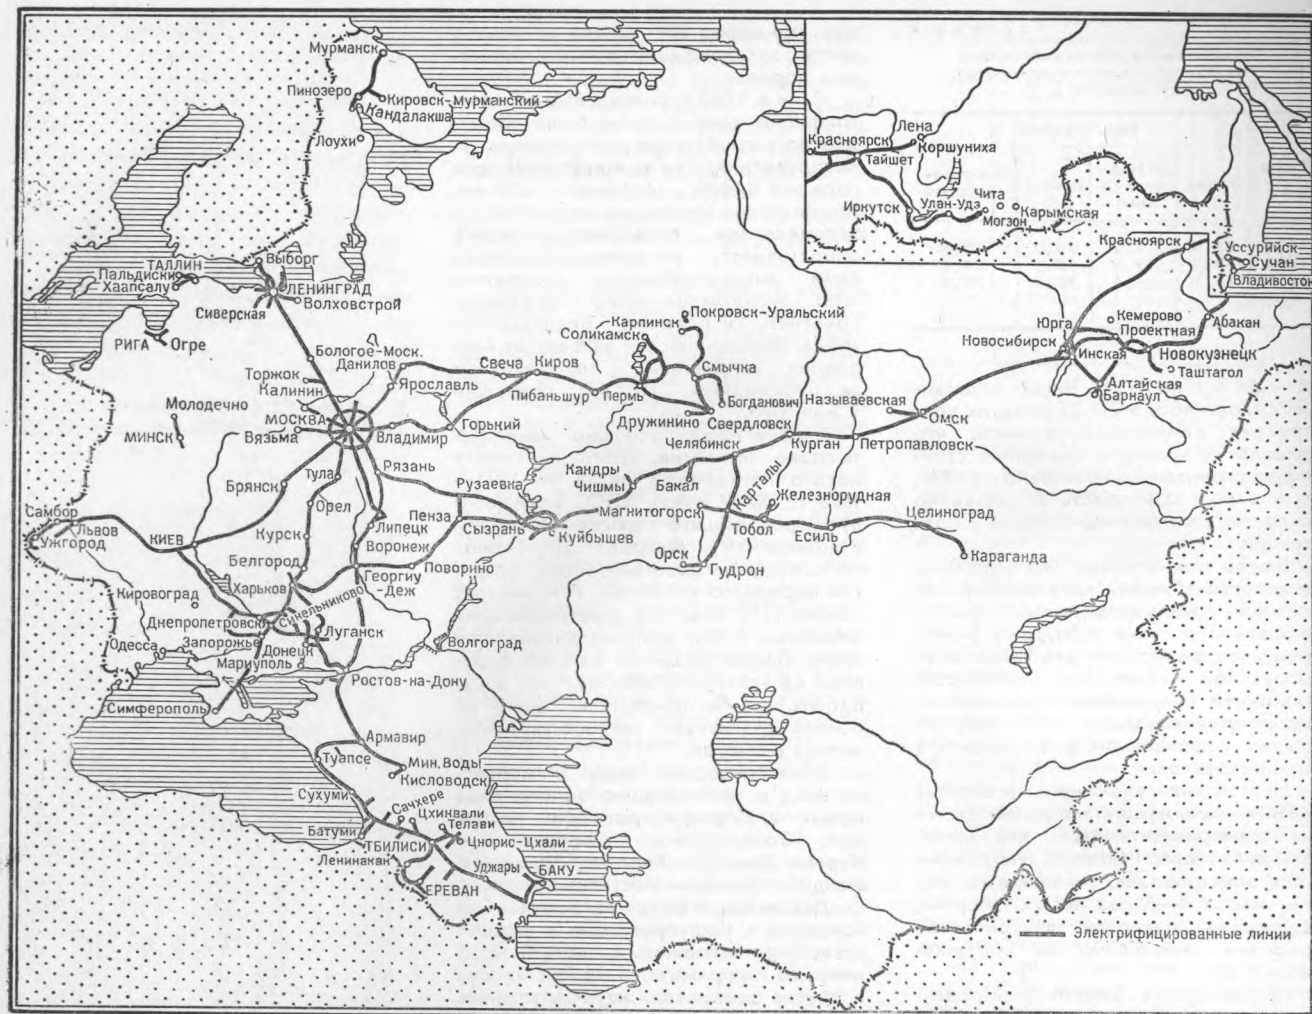 Мурманск
Пинозеро
Кировск-Мурманский
Кандалакша
Лоухи
Лена
Красноярск
Коршуниха
Тайшет
Иркутск
Улан-Удэ
Чита
Карымская
Могзон
Красноярск
Уссурийск
Сучан
Владивосток
ТАЛЛИН
Пальдиски
Хаапсалу
Выборг
ЛЕНИНГРАД
Волховстрой
Сиверская
РИГА
Огре
Покровск-Уральский
Карпинск
Соликамск
Кемерово
Юрга
Проектная
Абакан
Новосибирск
Инская
Новокузнецк
Таштагол
Алтайская
Барнаул
Бологое-Моск.
Данилов
Свеча
Киров
Смычка
Торжок
Калинин
Ярославль
Пибаньшур
Пермь
Богданович
Называевская
Молодечно
МОСКВА
Вязьма
Владимир
Горький
Дружинино
Свердловск
Омск
МИНСК
Челябинск
Курган
Петропавловск
Рязань
Тула
Рузаевка
Кандры
Чишмы
Бакал
Карталы
Железнорудная
Брянск
Орел
Пенза
Сызрань
Магнитогорск
Тобол
Целиноград
Самбор
Львов
Ужгород
КИЕВ
Курск
Липецк
Куйбышев
Есиль
Воронеж
Орск
Караганда
Белгород
Поворино
Гудрон
Георгиу
-Деж
Харьков
Кировоград
Синельниково
Днепропетровск
Луганск
Одесса
Запорожье
Донецк
Волгоград
Мариуполь
Ростов-на-Дону
Симферополь
Армавир
Туапсе
Мин. Воды
Кисловодск
Сухуми
Сачхере
Цхинвали
Телави
Батуми
Цнорис-Цхали
ТБИЛИСИ
Ленинакан
Уджары
БАКУ
ЕРЕВАН
Электрифицированные линии